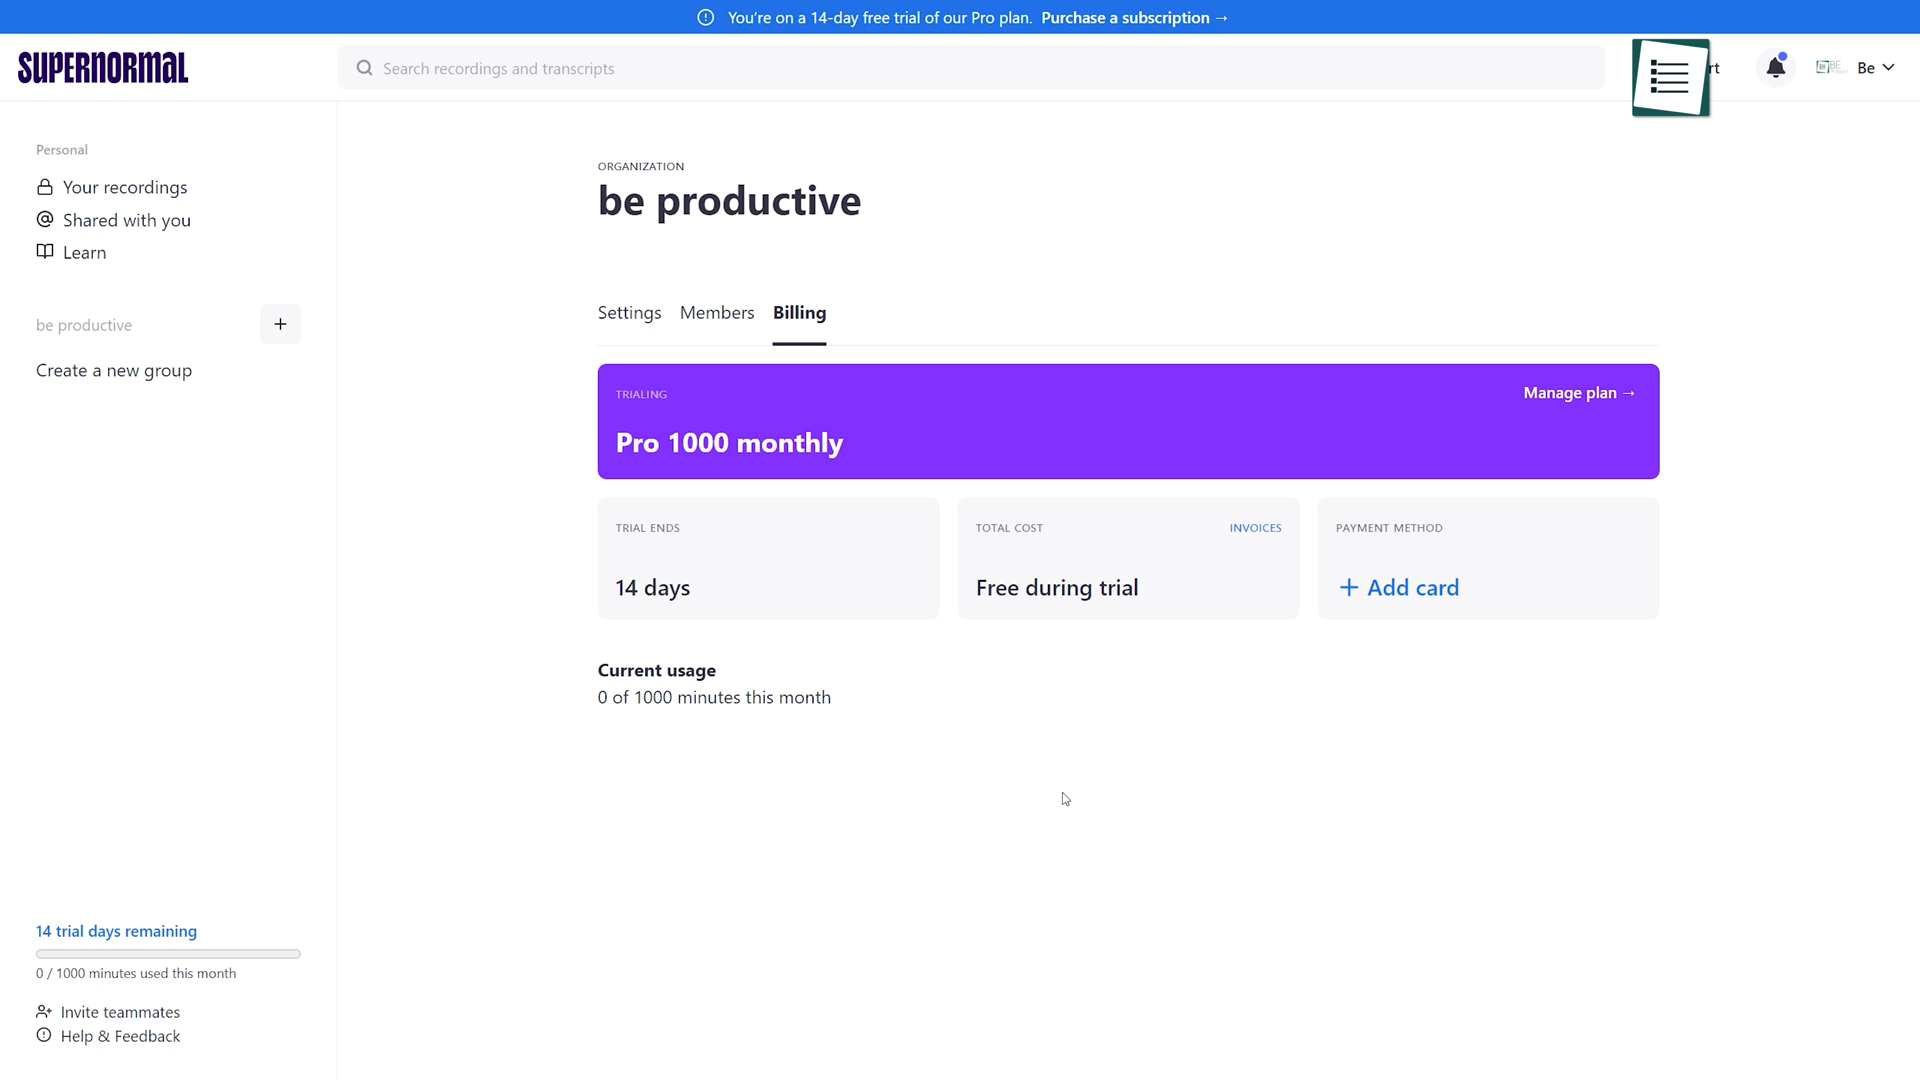 You're on a 14-day free trial of our Pro plan. Purchase a subscription →
SUPERNORMAL
Search recordings and transcripts
Be
Personal
Your recordings
Shared with you
Learn
be productive
+
Create a new group
ORGANIZATION
be productive
Settings Members Billing
TRIALING
Manage plan →
Pro 1000 monthly
TRIAL ENDS
14 days
TOTAL COST
INVOICES
Free during trial
PAYMENT METHOD
+ Add card
Current usage
0 of 1000 minutes this month
14 trial days remaining
0 / 1000 minutes used this month
Invite teammates
Help & Feedback